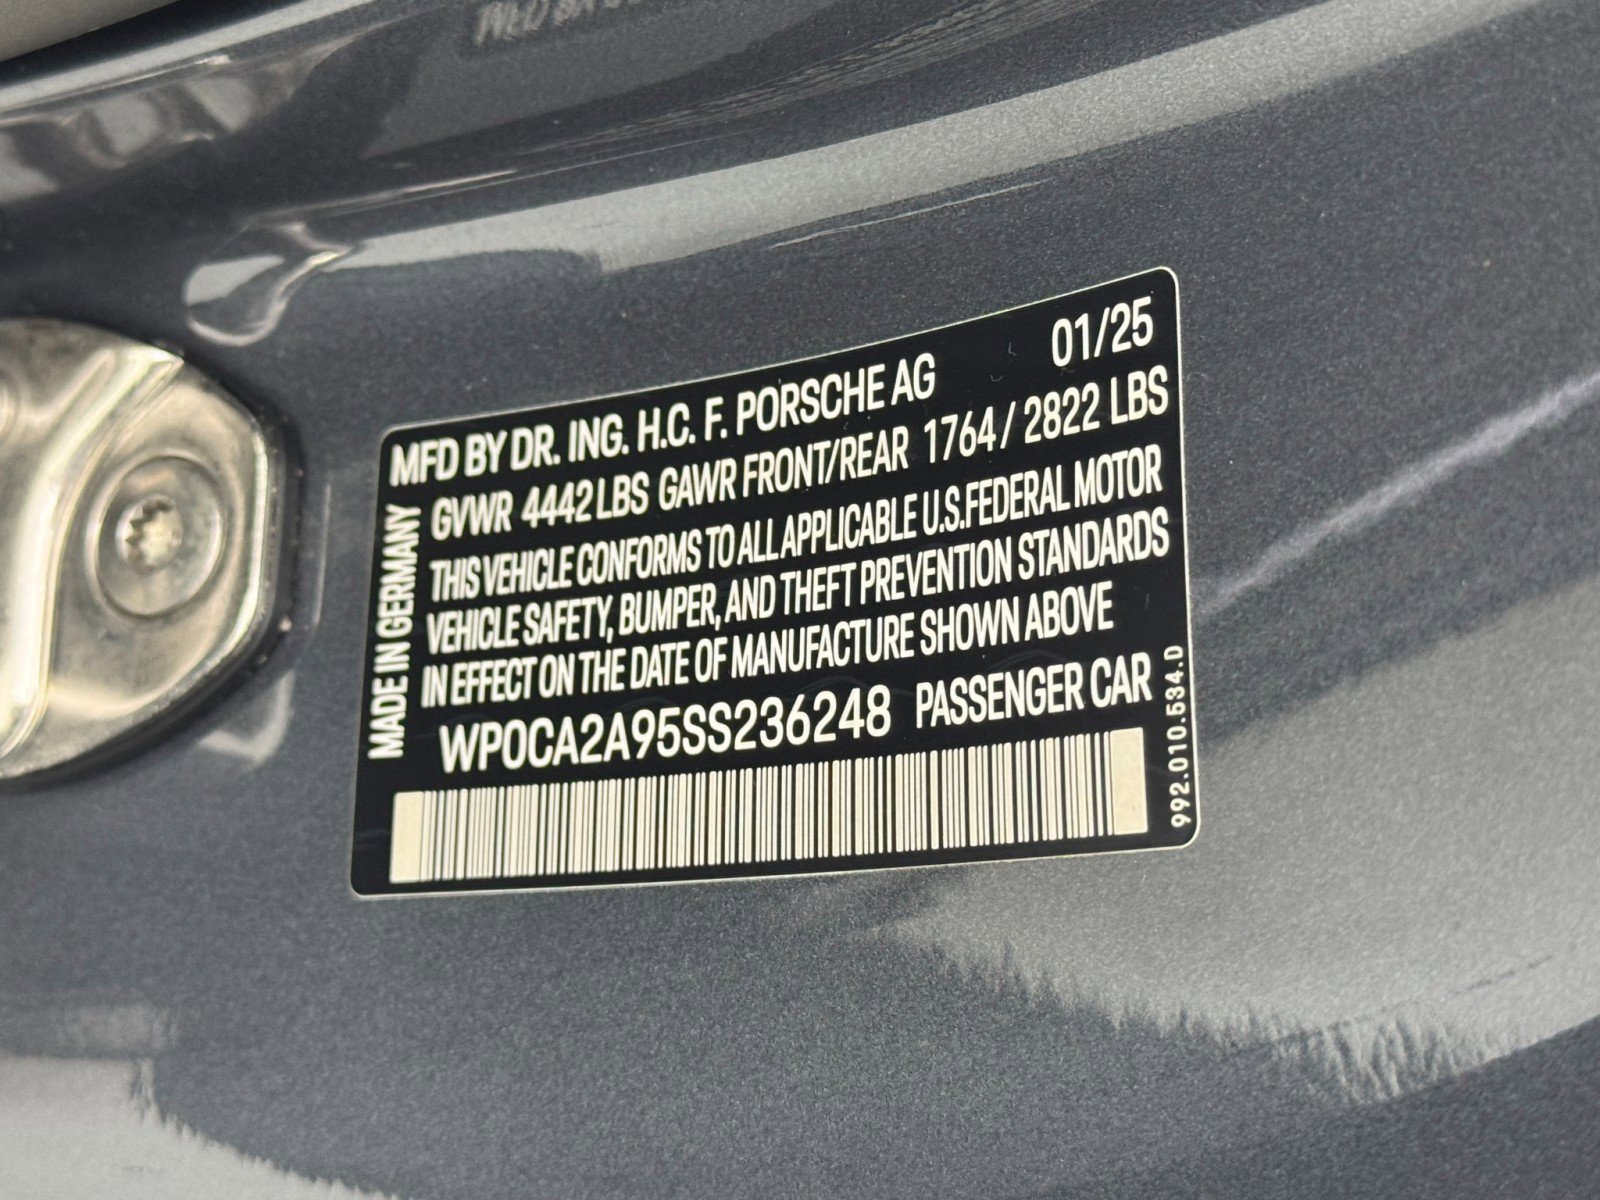 MFD BY DR. ING. H.C. F. PORSCHE AG 01/25
GVWR 4442 LBS GAWR FRONT/REAR 1764 / 2822 LBS
THIS VEHICLE CONFORMS TO ALL APPLICABLE U.S.FEDERAL MOTOR
VEHICLE SAFETY, BUMPER, AND THEFT PREVENTION STANDARDS
IN EFFECT ON THE DATE OF MANUFACTURE SHOWN ABOVE
WP0CA2A95SS236248 PASSENGER CAR
MADE IN GERMANY
992.010.534.D